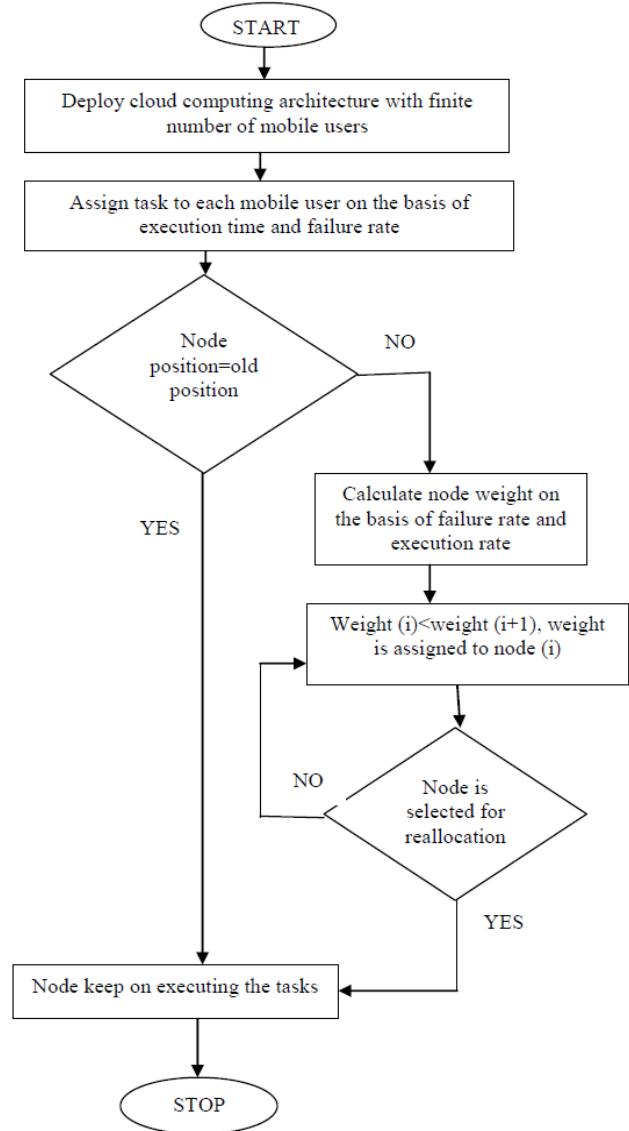 START
Deploy cloud computing architecture with finite
number of mobile users
Assign task to each mobile user on the basis of
execution time and failure rate
Node
position=old
position
NO
Calculate node weight on
the basis of failure rate and
execution rate
YES
Weight (i)<weight (i+1), weight
is assigned to node (i)
NO
Node is
selected for
reallocation
YES
Node keep on executing the tasks
STOP